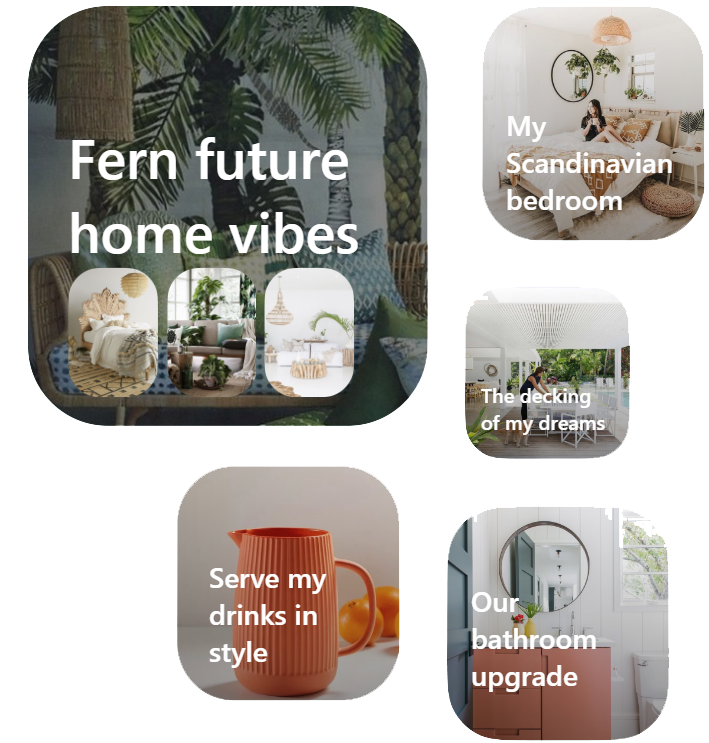 Fern future
home vibes
My
Scandinavian
bedroom
The decking
of my dreams
Serve my
drinks in
style
Our
bathroom
upgrade